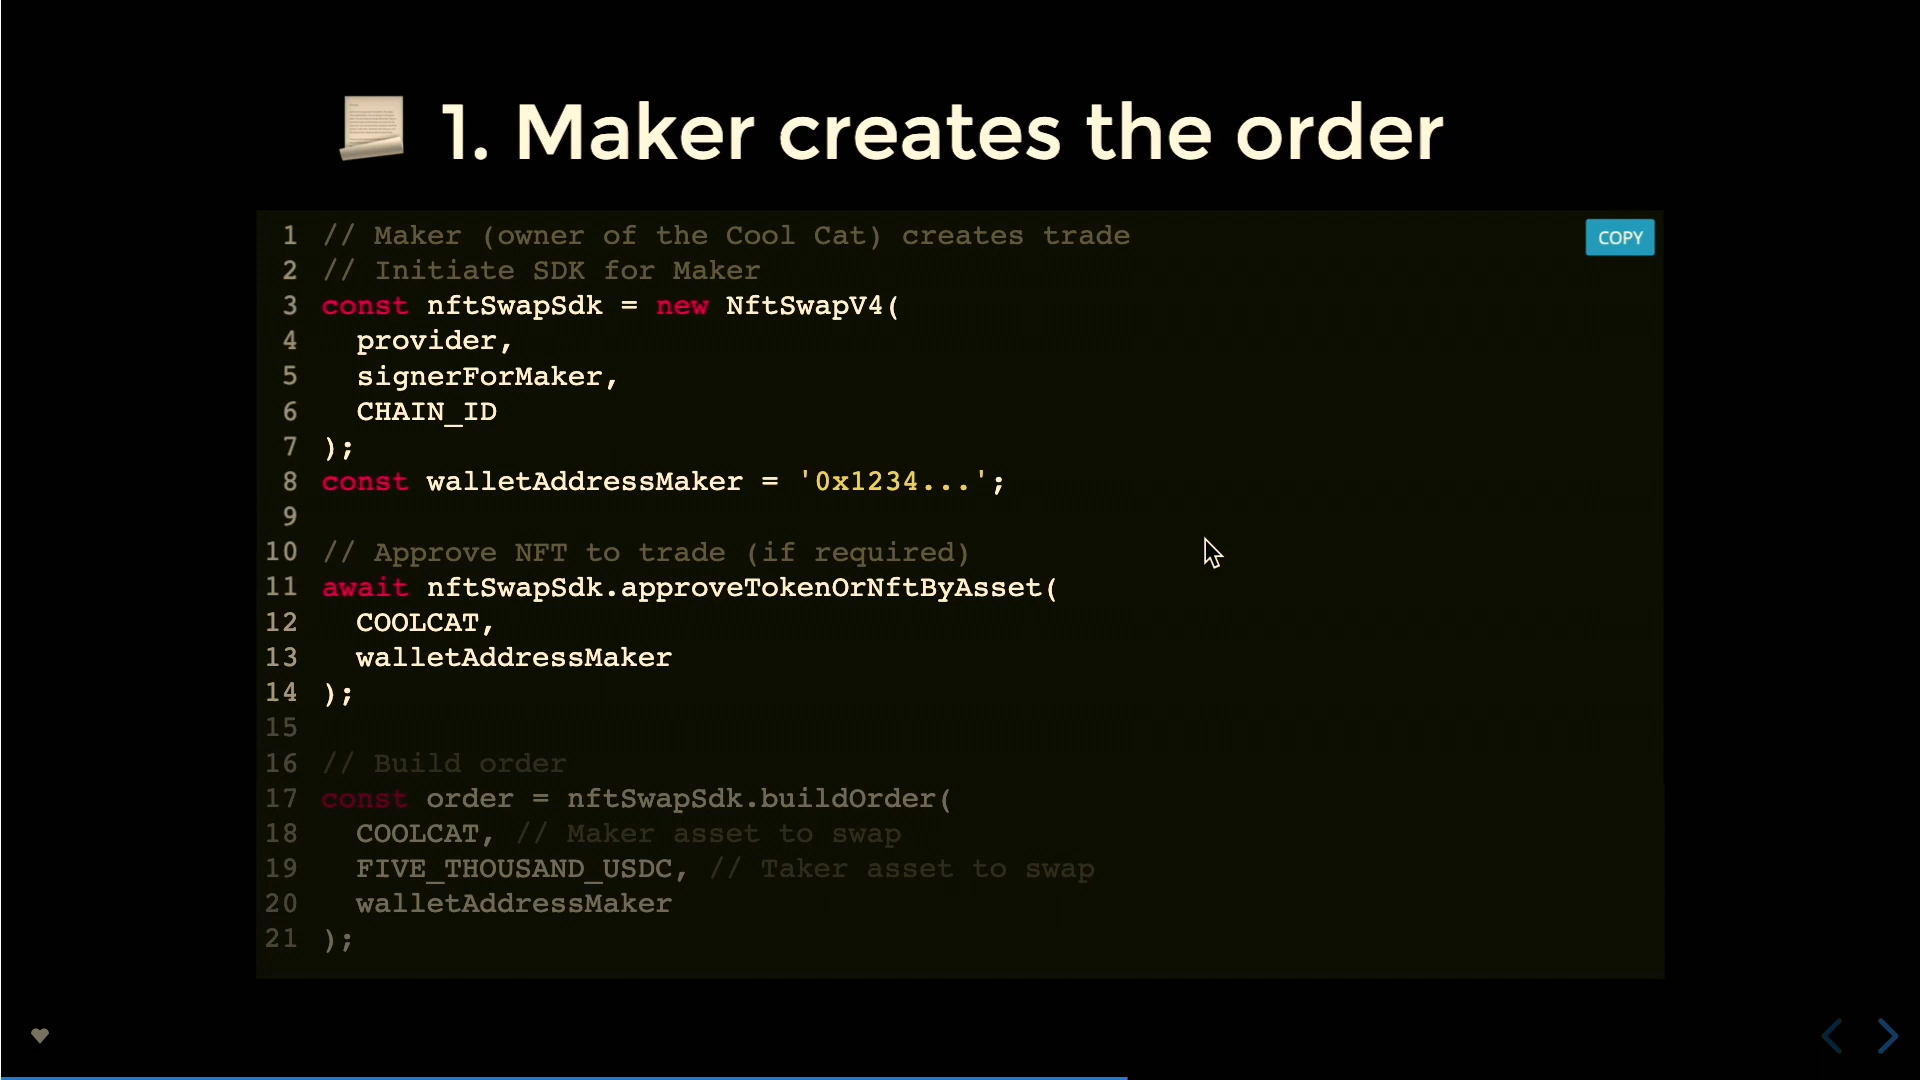 1. Maker creates the order
COPY
1 // Maker (owner of the Cool Cat) creates trade
2 // Initiate SDK for Maker
3 const nftSwapSdk = new NftSwapV4(
4   provider,
5   signerForMaker,
6   CHAIN_ID
7 );
8 const walletAddressMaker = '0x1234...';
9
10 // Approve NFT to trade (if required)
11 await nftSwapSdk.approveTokenOrNftByAsset(
12   COOLCAT,
13   walletAddressMaker
14 );
15
16 // Build order
17 const order = nftSwapSdk.buildOrder(
18   COOLCAT, // Maker asset to swap
19   FIVE_THOUSAND_USDC, // Taker asset to swap
20   walletAddressMaker
21 );